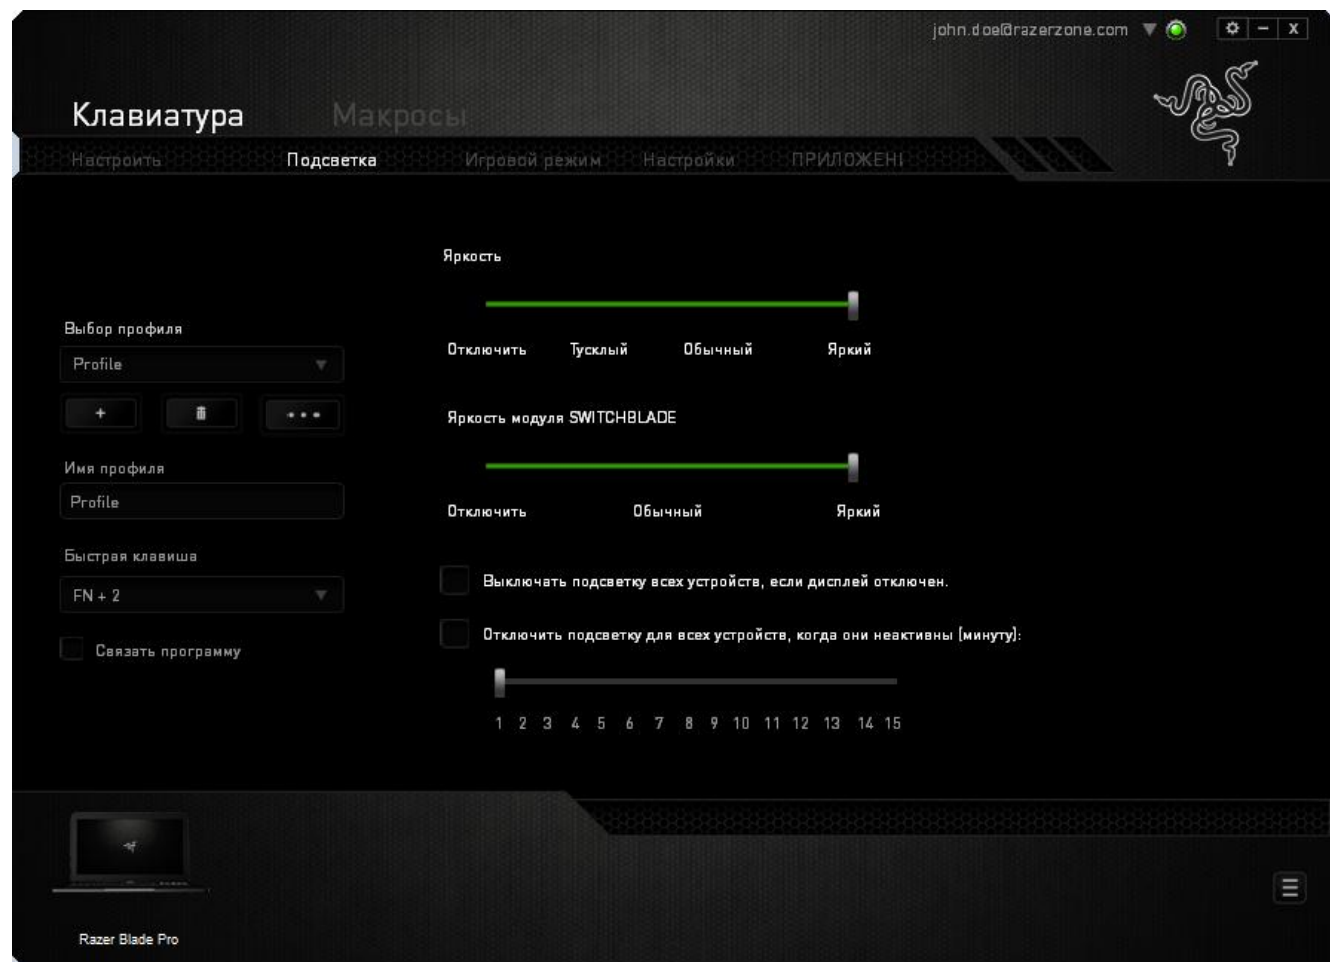 john.doe@razerzone.com
Клавиатура Макросы
Настроить Подсветка Игровой режим Настройки ПРИЛОЖЕНІ
Яркость
Отключить Тусклый Обычный Яркий
Выбор профиля
Profile
Яркость модуля SWITCHBLADE
Отключить Обычный Яркий
Имя профиля
Profile
Быстрая клавиша
FN + 2
Связать программу
Выключать подсветку всех устройств, если дисплей отключен.
Отключить подсветку для всех устройств, когда они неактивны (минуту):
1 2 3 4 5 6 7 8 9 10 11 12 13 14 15
Razer Blade Pro